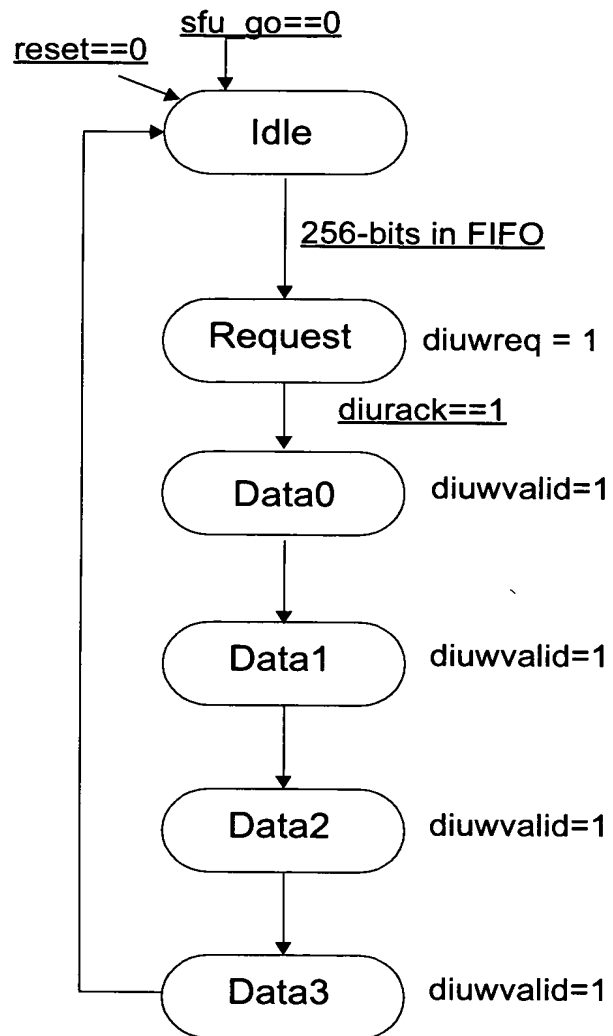 sfu_go==0
reset==0
Idle
256-bits in FIFO
Request
diuwreq = 1
diurack==1
Data0
diuwvalid=1
Data1
diuwvalid=1
Data2
diuwvalid=1
Data3
diuwvalid=1